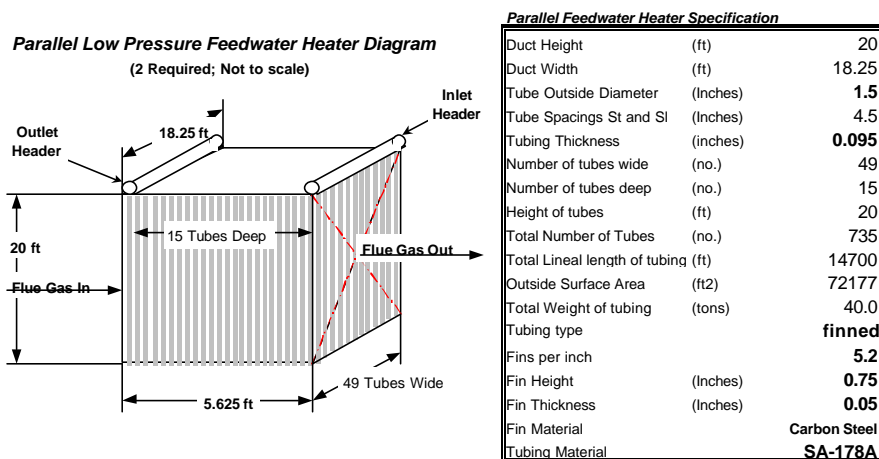 Parallel Low Pressure Feedwater Heater Diagram
(2 Required; Not to scale)
Inlet
Header
Outlet
Header
18.25 ft
15 Tubes Deep
20 ft
Flue Gas Out
Flue Gas In
49 Tubes Wide
5.625 ft
Parallel Feedwater Heater Specification
Duct Height (ft) 20
Duct Width (ft) 18.25
Tube Outside Diameter (Inches) 1.5
Tube Spacings St and Sl (Inches) 4.5
Tubing Thickness (inches) 0.095
Number of tubes wide (no.) 49
Number of tubes deep (no.) 15
Height of tubes (ft) 20
Total Number of Tubes (no.) 735
Total Lineal length of tubing (ft) 14700
Outside Surface Area (ft2) 72177
Total Weight of tubing (tons) 40.0
Tubing type finned
Fins per inch 5.2
Fin Height (Inches) 0.75
Fin Thickness (Inches) 0.05
Fin Material Carbon Steel
Tubing Material SA-178A